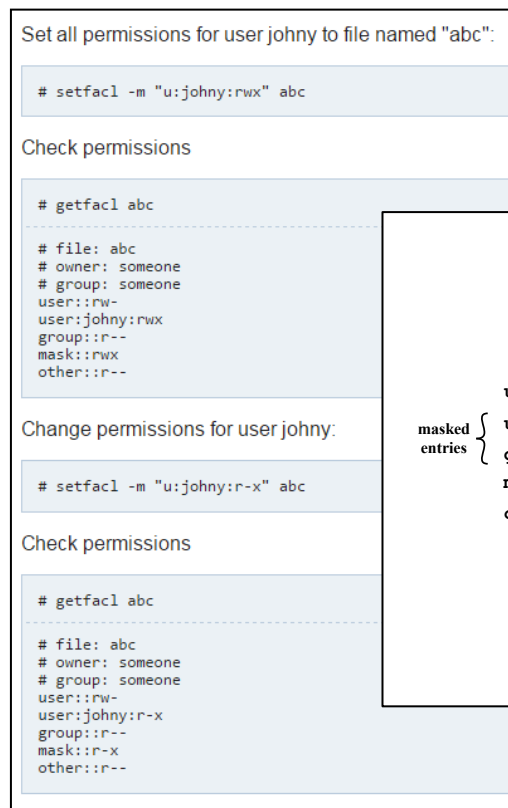 Set all permissions for user johny to file named "abc":
# setfacl -m "u:johny:rwx" abc
Check permissions
# getfacl abc
# file: abc
# owner: someone
# group: someone
user::rw-
user:johny:rwx
group::r--
mask::rwx
other::r--
Change permissions for user johny:
# setfacl -m "u:johny:r-x" abc
Check permissions
# getfacl abc
# file: abc
# owner: someone
# group: someone
user::rw-
user:johny:r-x
group::r--
mask::r-x
other::r--
masked
entries